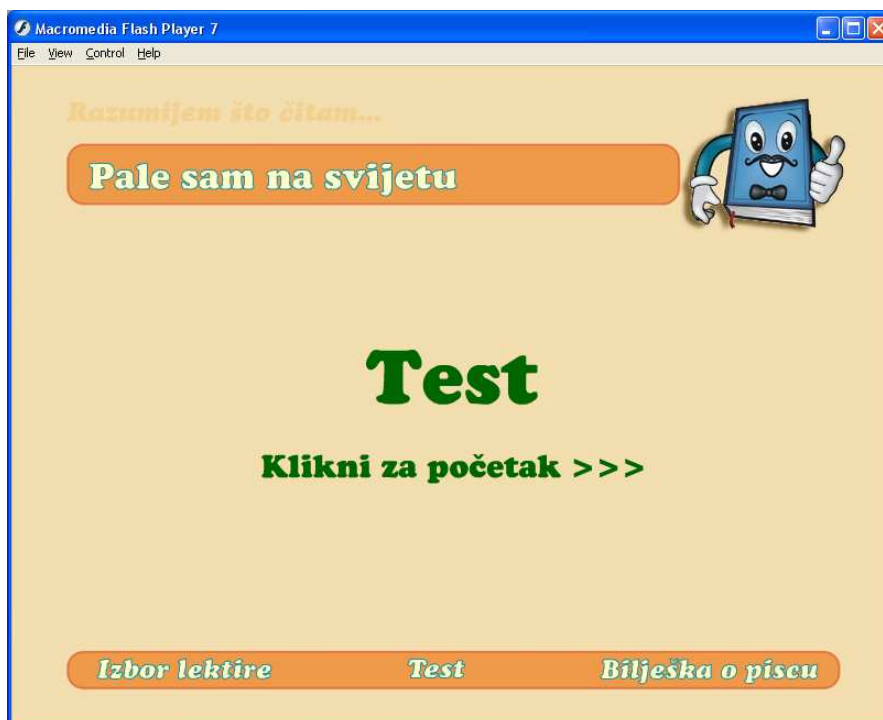 Macromedia Flash Player 7
File View Control Help
Razumijem što čitam...
Pale sam na svijetu
Test
Klikni za početak >>>
Izbor lektire Test Bilješka o piscu